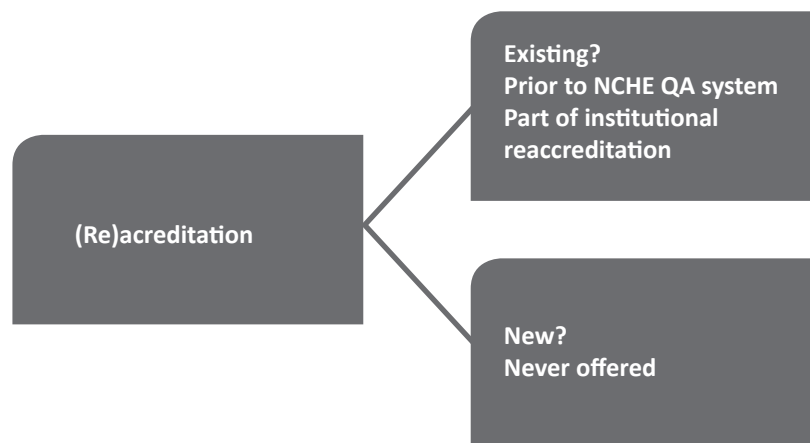 Existing?
Prior to NCHE QA system
Part of institutional
reaccreditation
(Re)acreditation
New?
Never offered